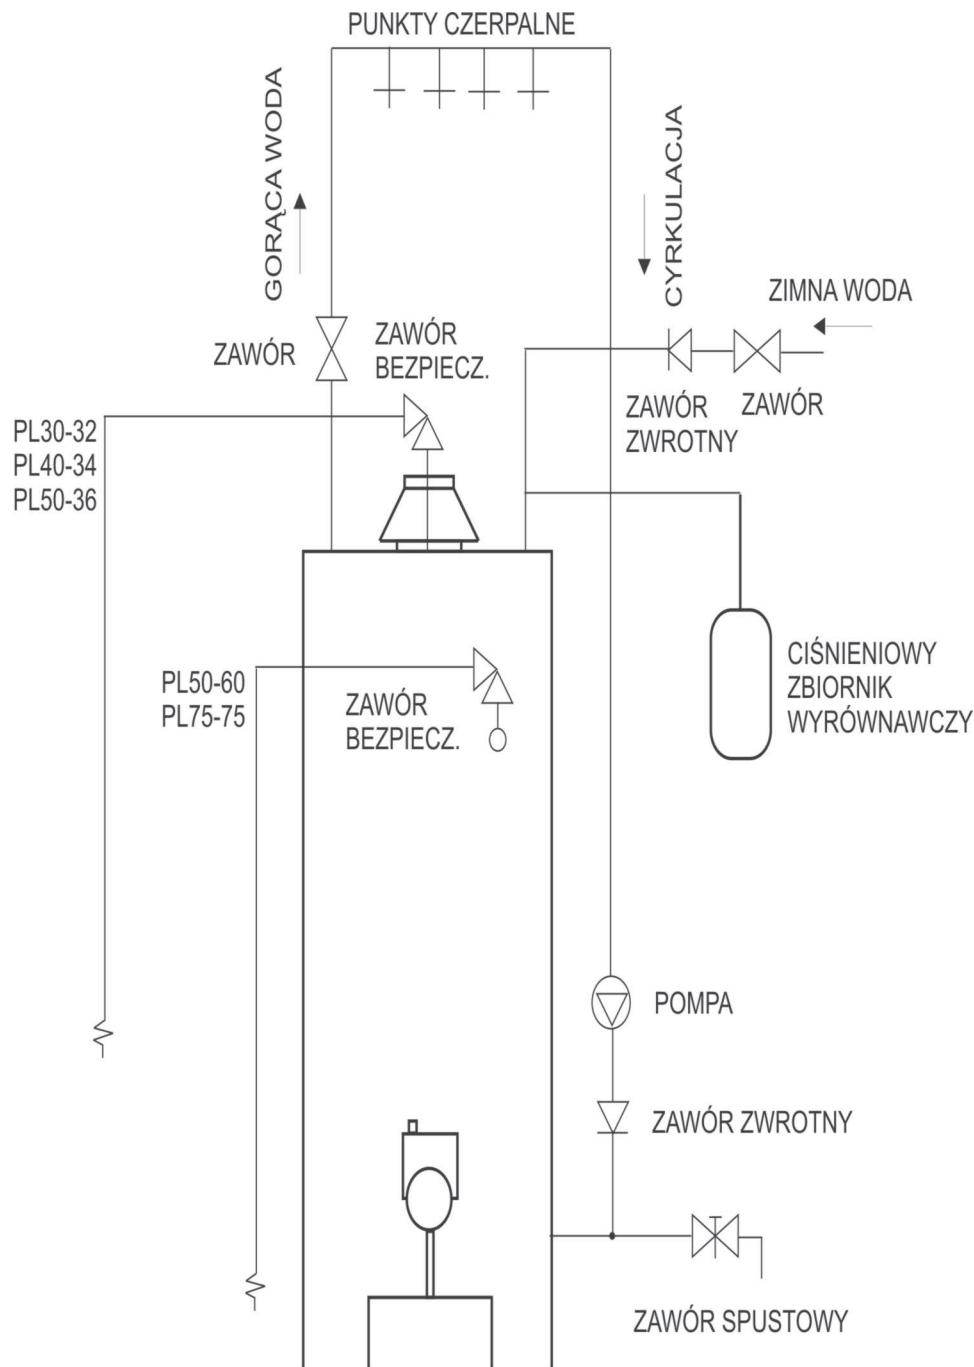 PUNKTY CZERPALNE
GORĄCA WODA
CYRKULACJA
ZIMNA WODA
ZAWÓR
ZAWÓR
BEZPIECZ.
ZAWÓR
ZWROTNY
ZAWÓR
PL30-32
PL40-34
PL50-36
PL50-60
PL75-75
ZAWÓR
BEZPIECZ.
CIŚNIENIOWY
ZBIORNIK
WYRÓWNAWCZY
POMPA
ZAWÓR ZWROTNY
ZAWÓR SPUSTOWY